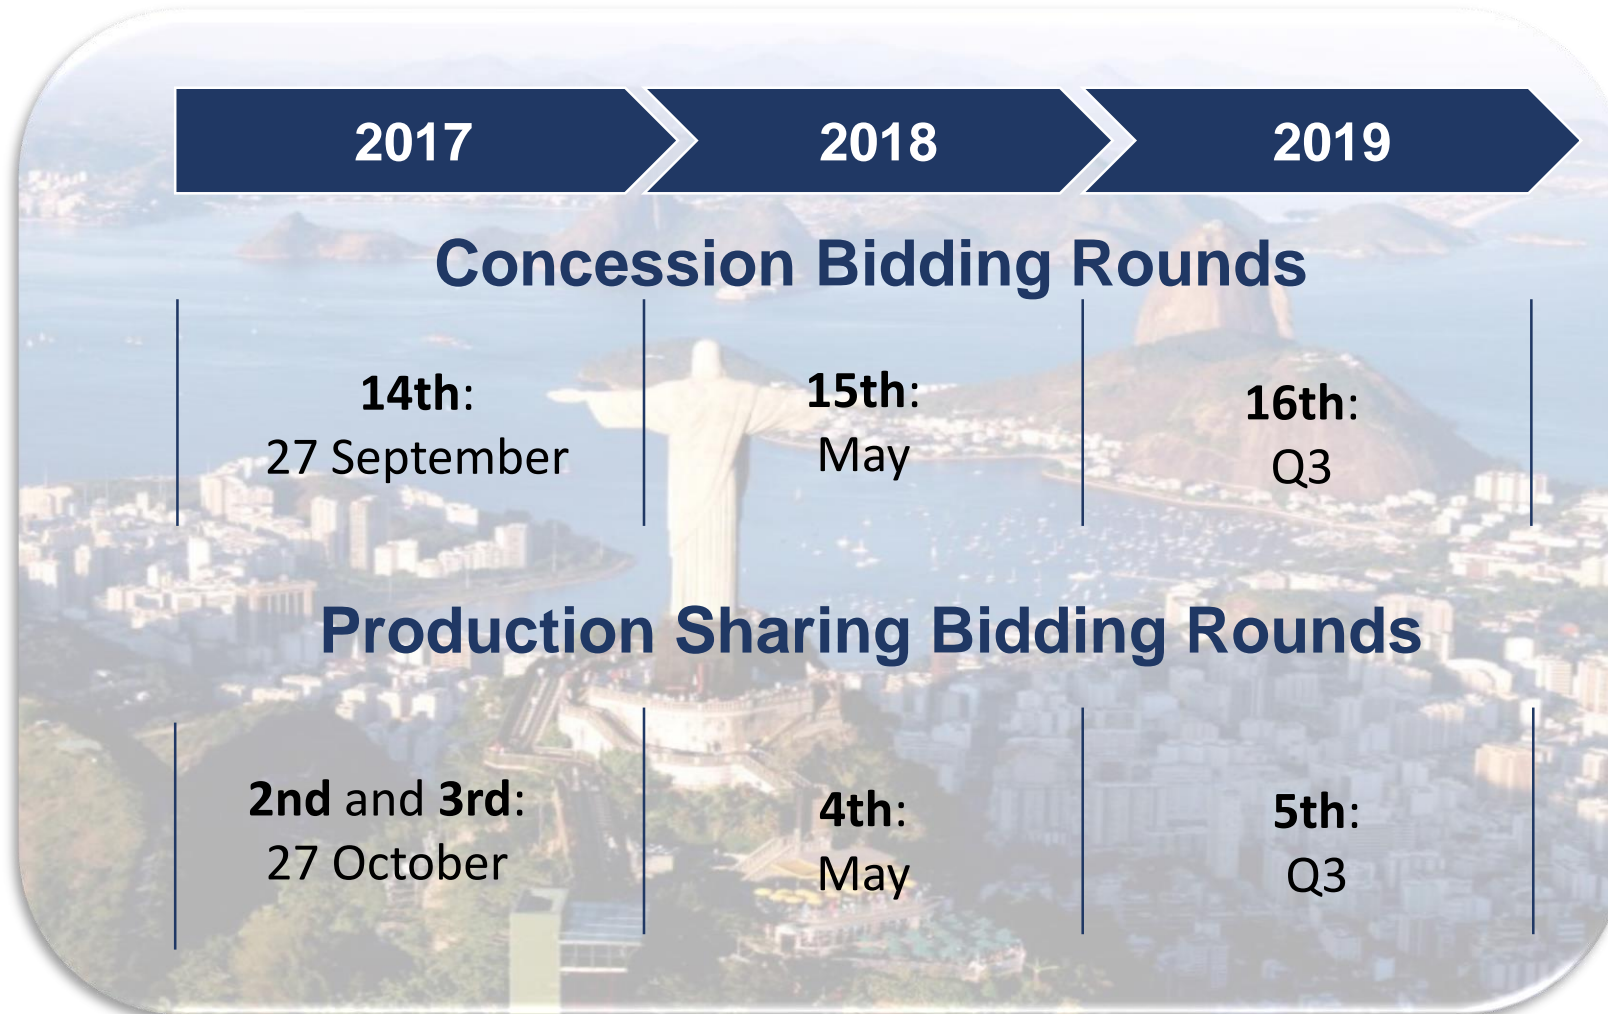 2017
2018
2019
Concession Bidding Rounds
14th:
27 September
15th:
May
16th:
Q3
Production Sharing Bidding Rounds
2nd and 3rd:
27 October
4th:
May
5th:
Q3